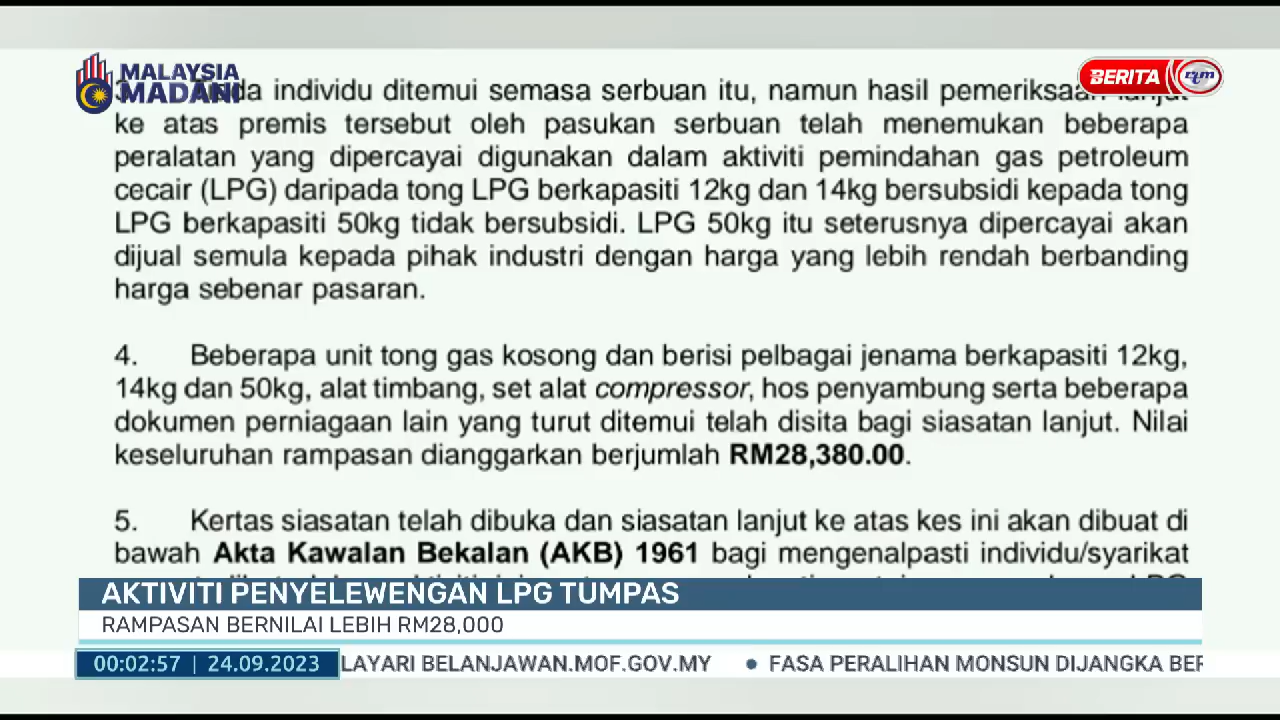 MALAYSIA
MADANI
BERITA rtm
3. individu ditemui semasa serbuan itu, namun hasil pemeriksaan lanjut
ke atas premis tersebut oleh pasukan serbuan telah menemukan beberapa
peralatan yang dipercayai digunakan dalam aktiviti pemindahan gas petroleum
cecair (LPG) daripada tong LPG berkapasiti 12kg dan 14kg bersubsidi kepada tong
LPG berkapasiti 50kg tidak bersubsidi. LPG 50kg itu seterusnya dipercayai akan
dijual semula kepada pihak industri dengan harga yang lebih rendah berbanding
harga sebenar pasaran.
4. Beberapa unit tong gas kosong dan berisi pelbagai jenama berkapasiti 12kg,
14kg dan 50kg, alat timbang, set alat compressor, hos penyambung serta beberapa
dokumen perniagaan lain yang turut ditemui telah disita bagi siasatan lanjut. Nilai
keseluruhan rampasan dianggarkan berjumlah RM28,380.00.
5. Kertas siasatan telah dibuka dan siasatan lanjut ke atas kes ini akan dibuat di
bawah Akta Kawalan Bekalan (AKB) 1961 bagi mengenalpasti individu/syarikat
AKTIVITI PENYELEWENGAN LPG TUMPAS
RAMPASAN BERNILAI LEBIH RM28,000
00:02:57 | 24.09.2023 LAYARI BELANJAWAN.MOF.GOV.MY • FASA PERALIHAN MONSUN DIJANGKA BER